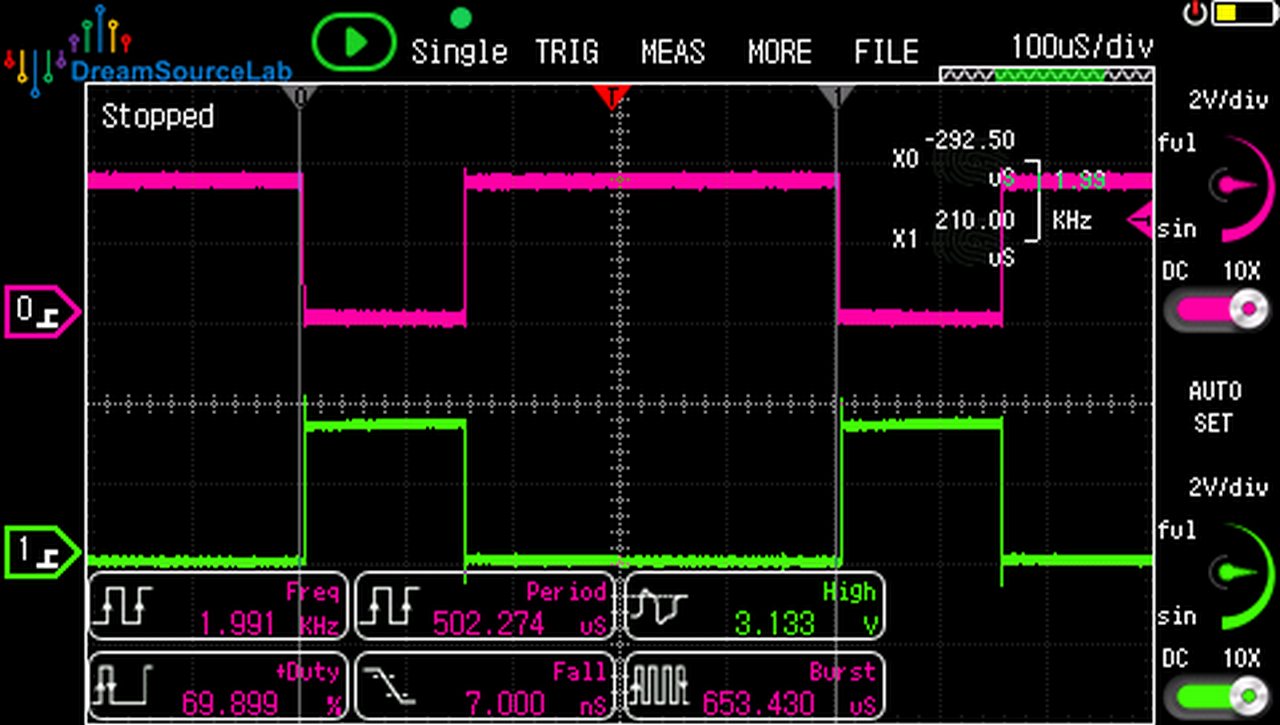 DreamSourceLab
Single TRIG MEAS MORE FILE 100uS/div
Stopped
0 T 1
2V/div
ful
sin
DC 10X
X0 -292.50 uS
1.99 KHz
X1 210.00 uS
0
AUTO
SET
2V/div
ful
sin
DC 10X
1
Freq
1.991 KHz
Period
502.274 uS
High
3.133 V
+Duty
69.899 %
Fall
7.000 nS
Burst
653.430 uS